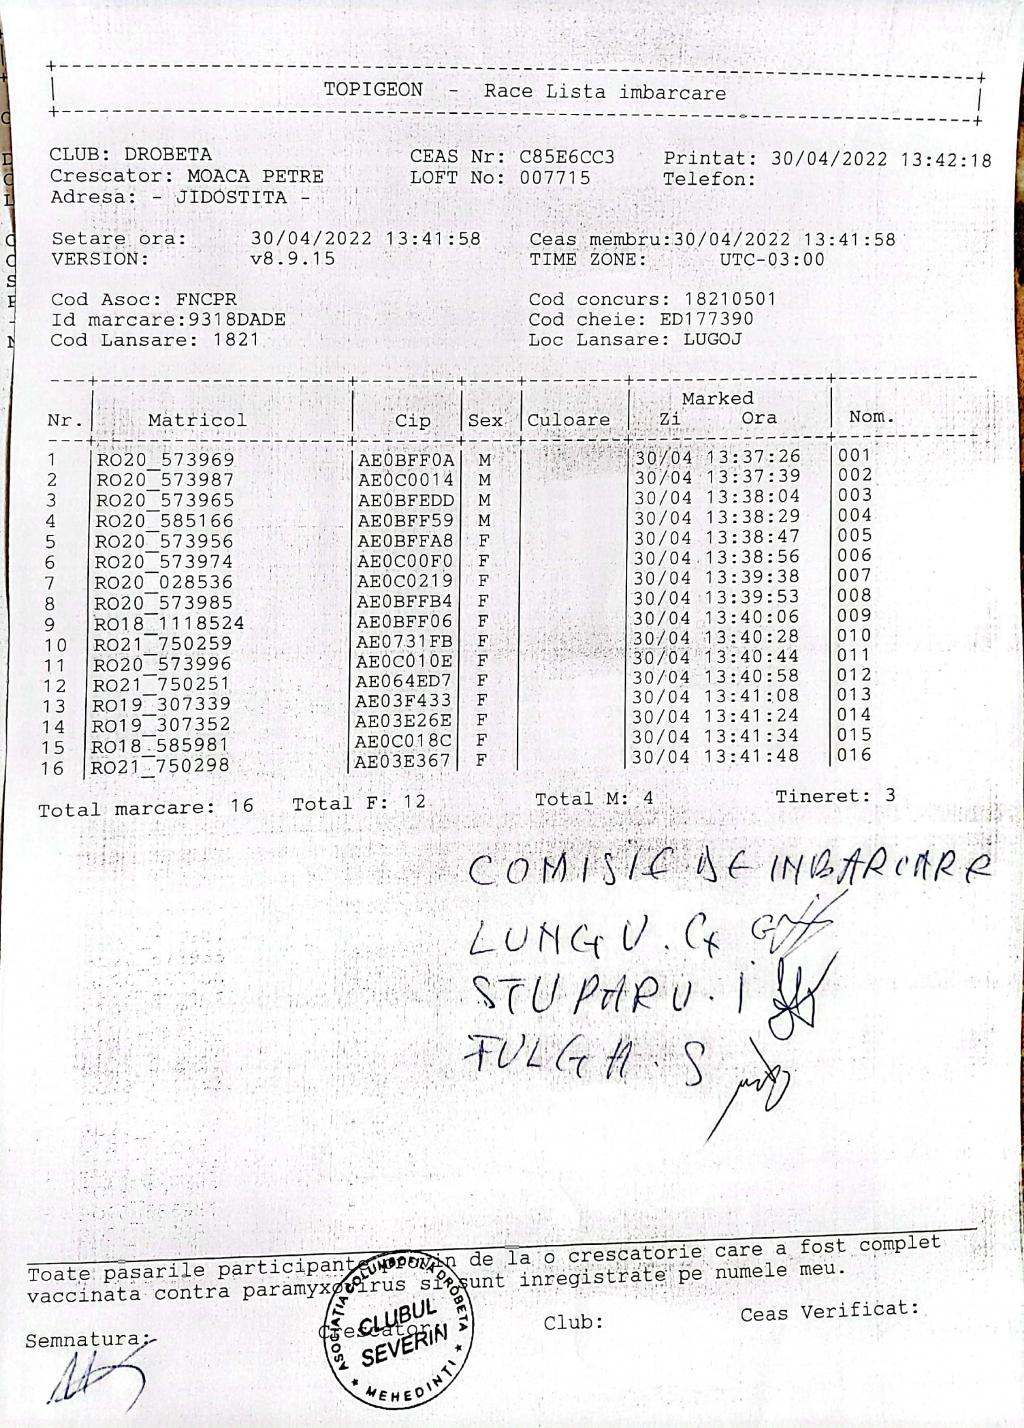 TOPIGEON - Race Lista imbarcare
CLUB: DROBETA CEAS Nr: C85E6CC3 Printat: 30/04/2022 13:42:18
Crescator: MOACA PETRE LOFT No: 007715 Telefon:
Adresa: - JIDOSTITA -
Setare ora: 30/04/2022 13:41:58 Ceas membru:30/04/2022 13:41:58
VERSION: v8.9.15 TIME ZONE: UTC-03:00
Cod Asoc: FNCPR Cod concurs: 18210501
Id marcare:9318DADE Cod cheie: ED177390
Cod Lansare: 1821 Loc Lansare: LUGOJ
Marked
Nr. Matricol Cip Sex Culoare Zi Ora Nom.
1 RO20_573969 AE0BFF0A M 30/04 13:37:26 001
2 RO20_573987 AE0C0014 M 30/04 13:37:39 002
3 RO20_573965 AE0BFEDD M 30/04 13:38:04 003
4 RO20_585166 AE0BFF59 M 30/04 13:38:29 004
5 RO20_573956 AE0BFFA8 F 30/04 13:38:47 005
6 RO20_573974 AE0C00F0 F 30/04 13:38:56 006
7 RO20_028536 AE0C0219 F 30/04 13:39:38 007
8 RO20_573985 AE0BFFB4 F 30/04 13:39:53 008
9 RO18_1118524 AE0BFF06 F 30/04 13:40:06 009
10 RO21_750259 AE0731FB F 30/04 13:40:28 010
11 RO20_573996 AE0C010E F 30/04 13:40:44 011
12 RO21_750251 AE064ED7 F 30/04 13:40:58 012
13 RO19_307339 AE03F433 F 30/04 13:41:08 013
14 RO19_307352 AE03E26E F 30/04 13:41:24 014
15 RO18_585981 AE0C018C F 30/04 13:41:34 015
16 RO21_750298 AE03E367 F 30/04 13:41:48 016
Total marcare: 16 Total F: 12 Total M: 4 Tineret: 3
COMISIE DE INBARCARE
LUNGU. Cx
STUPARU. I
FULGA. S
Toate pasarile participante provin de la o crescatorie care a fost complet
vaccinata contra paramyxovirus si sunt inregistrate pe numele meu.
Semnatura: Crescator: Club: Ceas Verificat:
ASOCIATIA COLUMBOFILA DROBETA
CLUBUL
SEVERIN
* MEHEDINTI *